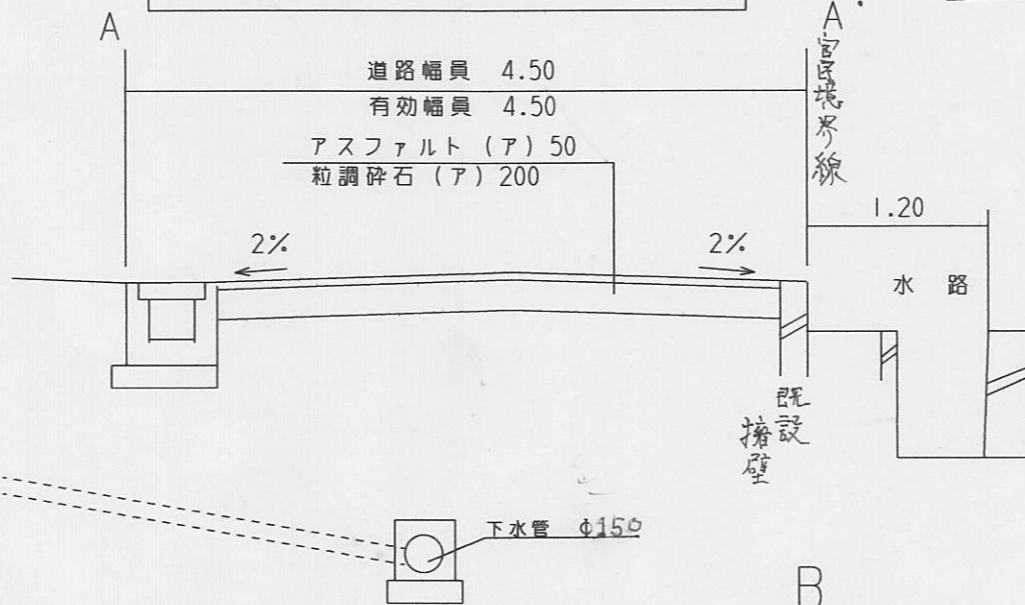 A
A
官民境界線
道路幅員 4.50
有効幅員 4.50
アスファルト (ア) 50
粒調砕石 (ア) 200
1.20
2%
2%
水 路
既設
擁壁
下水管 Φ150
B